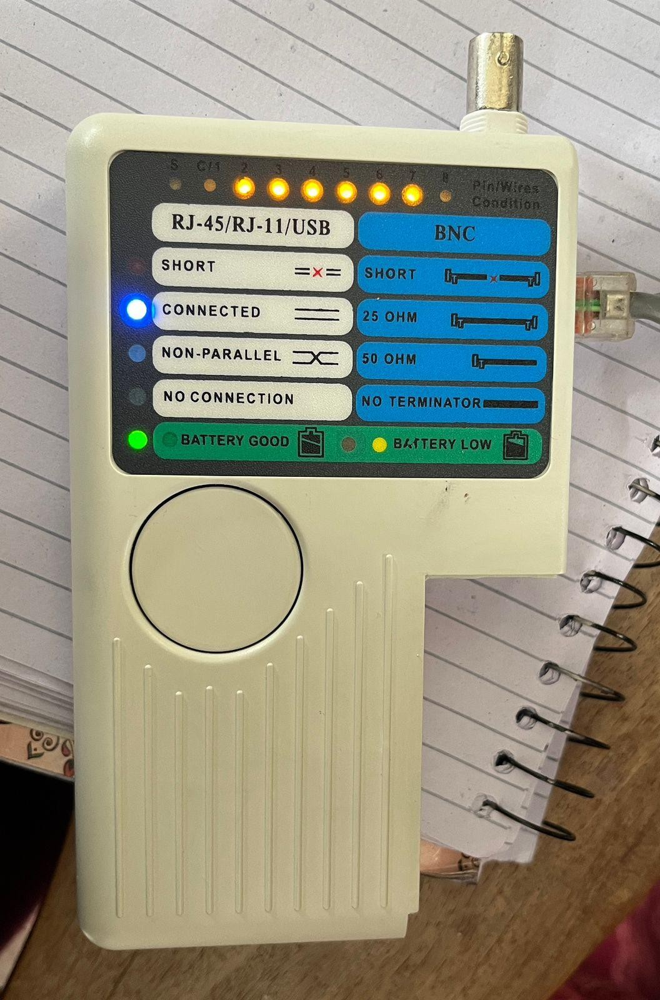 S C/1 2 3 4 5 6 7 8
Pin/Wires
Condition
RJ-45/RJ-11/USB
BNC
SHORT
SHORT
CONNECTED
25 OHM
NON-PARALLEL
50 OHM
NO CONNECTION
NO TERMINATOR
BATTERY GOOD
BATTERY LOW